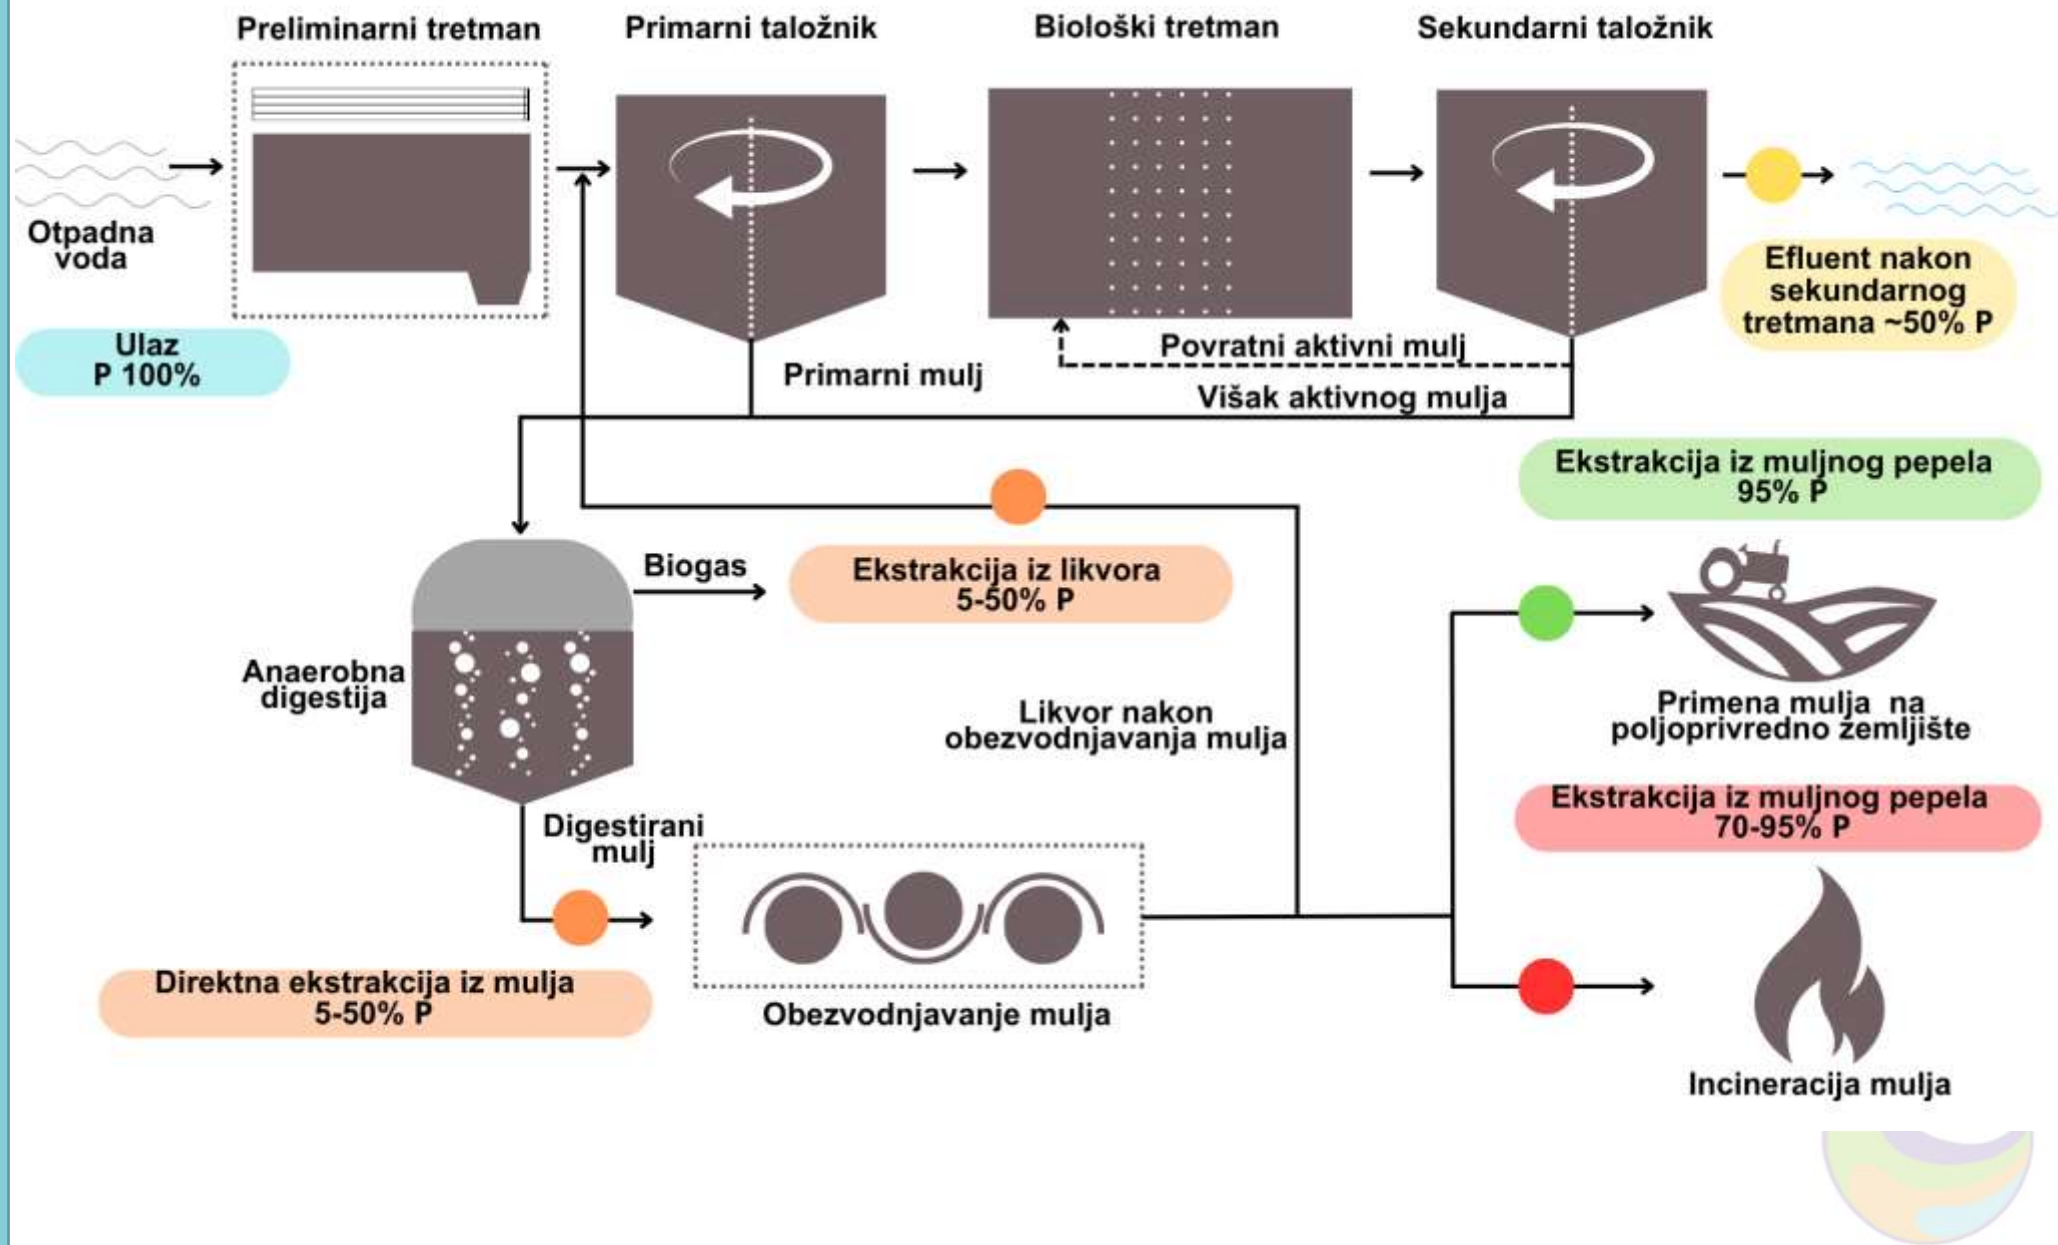 Preliminarni tretman
Primarni taložnik
Biološki tretman
Sekundarni taložnik
Otpadna
voda
Ulaz
P 100%
Efluent nakon
sekundarnog
tretmana ~50% P
Povratni aktivni mulj
Primarni mulj
Višak aktivnog mulja
Ekstrakcija iz muljnog pepela
95% P
Biogas
Ekstrakcija iz likvora
5-50% P
Anaerobna
digestija
Likvor nakon
obezvodnjavanja mulja
Primena mulja na
poljoprivredno zemljište
Ekstrakcija iz muljnog pepela
70-95% P
Digestirani
mulj
Direktna ekstrakcija iz mulja
5-50% P
Obezvodnjavanje mulja
Incineracija mulja